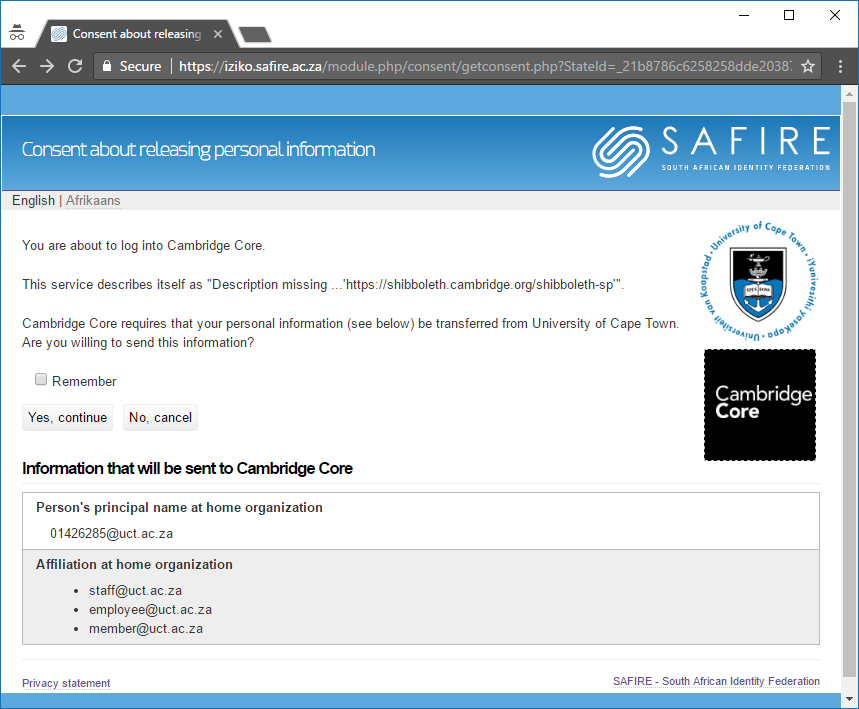 Consent about releasing
Secure
https://iziko.safire.ac.za/module.php/consent/getconsent.php?StateId=_21b8786c6258258dde20387
Consent about releasing personal information
SAFIRE
SOUTH AFRICAN IDENTITY FEDERATION
English | Afrikaans
You are about to log into Cambridge Core.
This service describes itself as "Description missing ...'https://shibboleth.cambridge.org/shibboleth-sp'".
Cambridge Core requires that your personal information (see below) be transferred from University of Cape Town.
Are you willing to send this information?
University of Cape Town · iYunivesithi yaseKapa · Universiteit van Kaapstad
Remember
Cambridge
Core
Yes, continue No, cancel
Information that will be sent to Cambridge Core
Person's principal name at home organization
01426285@uct.ac.za
Affiliation at home organization
staff@uct.ac.za
employee@uct.ac.za
member@uct.ac.za
Privacy statement
SAFIRE - South African Identity Federation